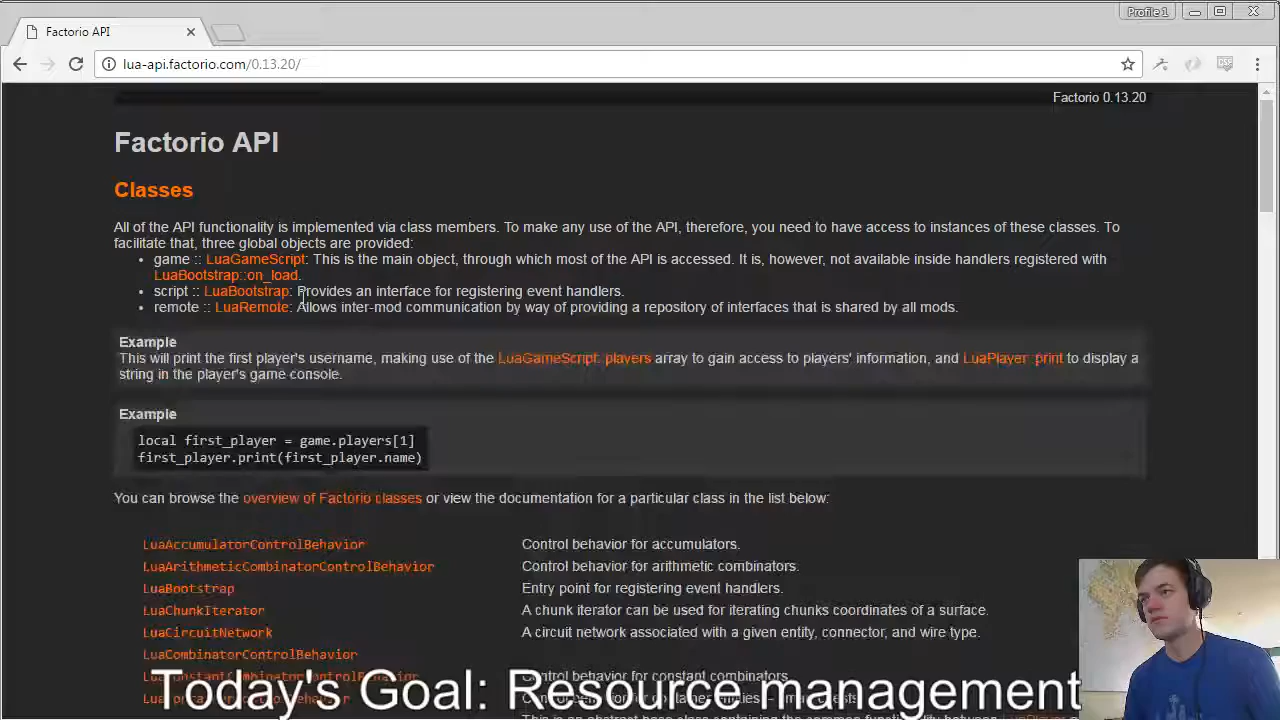 Profile 1
Factorio API
lua-api.factorio.com/0.13.20/
Factorio 0.13.20
Factorio API
Classes
All of the API functionality is implemented via class members. To make any use of the API, therefore, you need to have access to instances of these classes. To
facilitate that, three global objects are provided:
• game :: LuaGameScript: This is the main object, through which most of the API is accessed. It is, however, not available inside handlers registered with
LuaBootstrap::on_load.
• script :: LuaBootstrap: Provides an interface for registering event handlers.
• remote :: LuaRemote: Allows inter-mod communication by way of providing a repository of interfaces that is shared by all mods.
Example
This will print the first player's username, making use of the LuaGameScript::players array to gain access to players' information, and LuaPlayer::print to display a
string in the player's game console.
Example
local first_player = game.players[1]
first_player.print(first_player.name)
You can browse the overview of Factorio classes or view the documentation for a particular class in the list below:
LuaAccumulatorControlBehavior Control behavior for accumulators.
LuaArithmeticCombinatorControlBehavior Control behavior for arithmetic combinators.
LuaBootstrap Entry point for registering event handlers.
LuaChunkIterator A chunk iterator can be used for iterating chunks coordinates of a surface.
LuaCircuitNetwork A circuit network associated with a given entity, connector, and wire type.
LuaCombinatorControlBehavior
Control behavior for constant combinators.
Today's Goal: Resource management